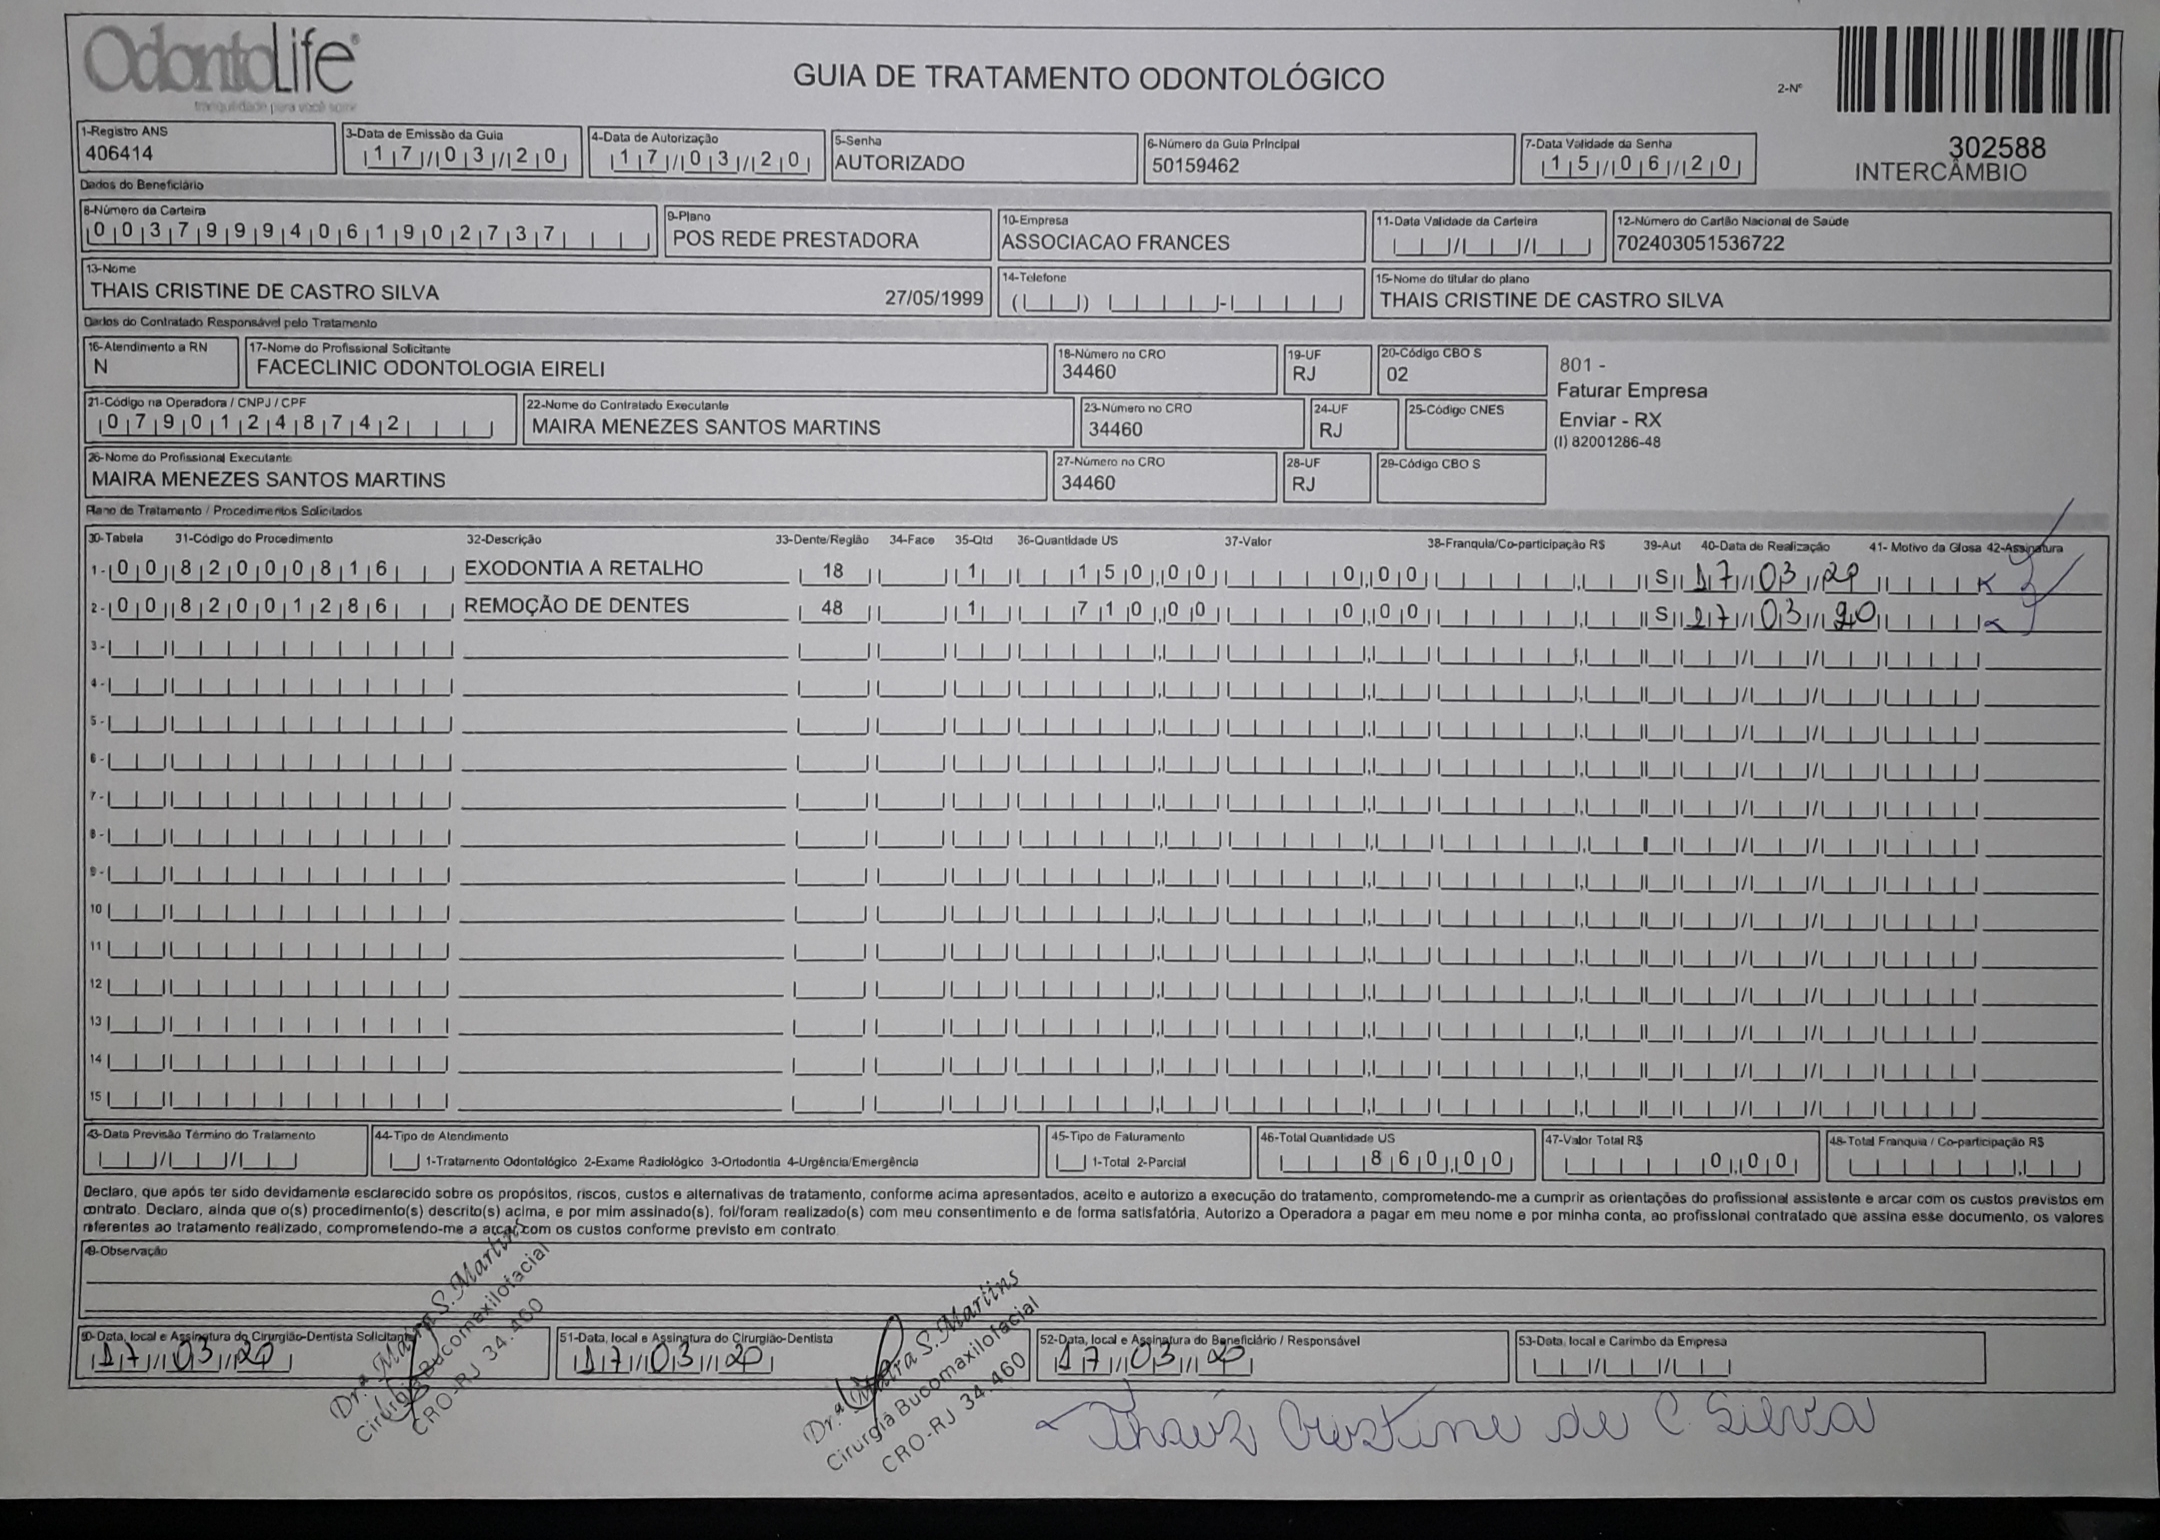 OdontoLife®
tranquilidade para você sorrir
GUIA DE TRATAMENTO ODONTOLÓGICO
2-Nº
302588
INTERCÂMBIO
1-Registro ANS
406414
3-Data de Emissão da Guia
17/03/20
4-Data de Autorização
17/03/20
5-Senha
AUTORIZADO
6-Número da Guia Principal
50159462
7-Data Validade da Senha
15/06/20
Dados do Beneficiário
8-Número da Carteira
00379994061902737
9-Plano
POS REDE PRESTADORA
10-Empresa
ASSOCIACAO FRANCES
11-Data Validade da Carteira
12-Número do Cartão Nacional de Saúde
702403051536722
13-Nome
THAIS CRISTINE DE CASTRO SILVA 27/05/1999
14-Telefone
15-Nome do titular do plano
THAIS CRISTINE DE CASTRO SILVA
Dados do Contratado Responsável pelo Tratamento
16-Atendimento a RN
N
17-Nome do Profissional Solicitante
FACECLINIC ODONTOLOGIA EIRELI
18-Número no CRO
34460
19-UF
RJ
20-Código CBO S
02
801 -
Faturar Empresa
Enviar - RX
(I) 82001286-48
21-Código na Operadora / CNPJ / CPF
07901248742
22-Nome do Contratado Executante
MAIRA MENEZES SANTOS MARTINS
23-Número no CRO
34460
24-UF
RJ
25-Código CNES
26-Nome do Profissional Executante
MAIRA MENEZES SANTOS MARTINS
27-Número no CRO
34460
28-UF
RJ
29-Código CBO S
Plano de Tratamento / Procedimentos Solicitados
30-Tabela 31-Código do Procedimento 32-Descrição 33-Dente/Região 34-Face 35-Qtd 36-Quantidade US 37-Valor 38-Franquia/Co-participação R$ 39-Aut 40-Data de Realização 41- Motivo da Glosa 42-Assinatura
1- 00 82000816 EXODONTIA A RETALHO 18 1 150,00 0,00 S 17/03/20
2- 00 82001286 REMOÇÃO DE DENTES 48 1 710,00 0,00 S 17/03/20
3-
4-
5-
6-
7-
8-
9-
10
11
12
13
14
15
43-Data Previsão Término do Tratamento
44-Tipo de Atendimento
1-Tratamento Odontológico 2-Exame Radiológico 3-Ortodontia 4-Urgência/Emergência
45-Tipo de Faturamento
1-Total 2-Parcial
46-Total Quantidade US
860,00
47-Valor Total R$
0,00
48-Total Franquia / Co-participação R$
Declaro, que após ter sido devidamente esclarecido sobre os propósitos, riscos, custos e alternativas de tratamento, conforme acima apresentados, aceito e autorizo a execução do tratamento, comprometendo-me a cumprir as orientações do profissional assistente e arcar com os custos previstos em
contrato. Declaro, ainda que o(s) procedimento(s) descrito(s) acima, e por mim assinado(s), foi/foram realizado(s) com meu consentimento e de forma satisfatória. Autorizo a Operadora a pagar em meu nome e por minha conta, ao profissional contratado que assina esse documento, os valores
referentes ao tratamento realizado, comprometendo-me a arcar com os custos conforme previsto em contrato.
49-Observação
50-Data, local e Assinatura do Cirurgião-Dentista Solicitante
17/03/20
Dr.ª Maira S. Martins
Cirurgiã Bucomaxilofacial
CRO-RJ 34.460
51-Data, local e Assinatura do Cirurgião-Dentista
17/03/20
Dr.ª Maira S. Martins
Cirurgiã Bucomaxilofacial
CRO-RJ 34.460
52-Data, local e Assinatura do Beneficiário / Responsável
17/03/20
Thais Cristine de C. Silva
53-Data, local e Carimbo da Empresa